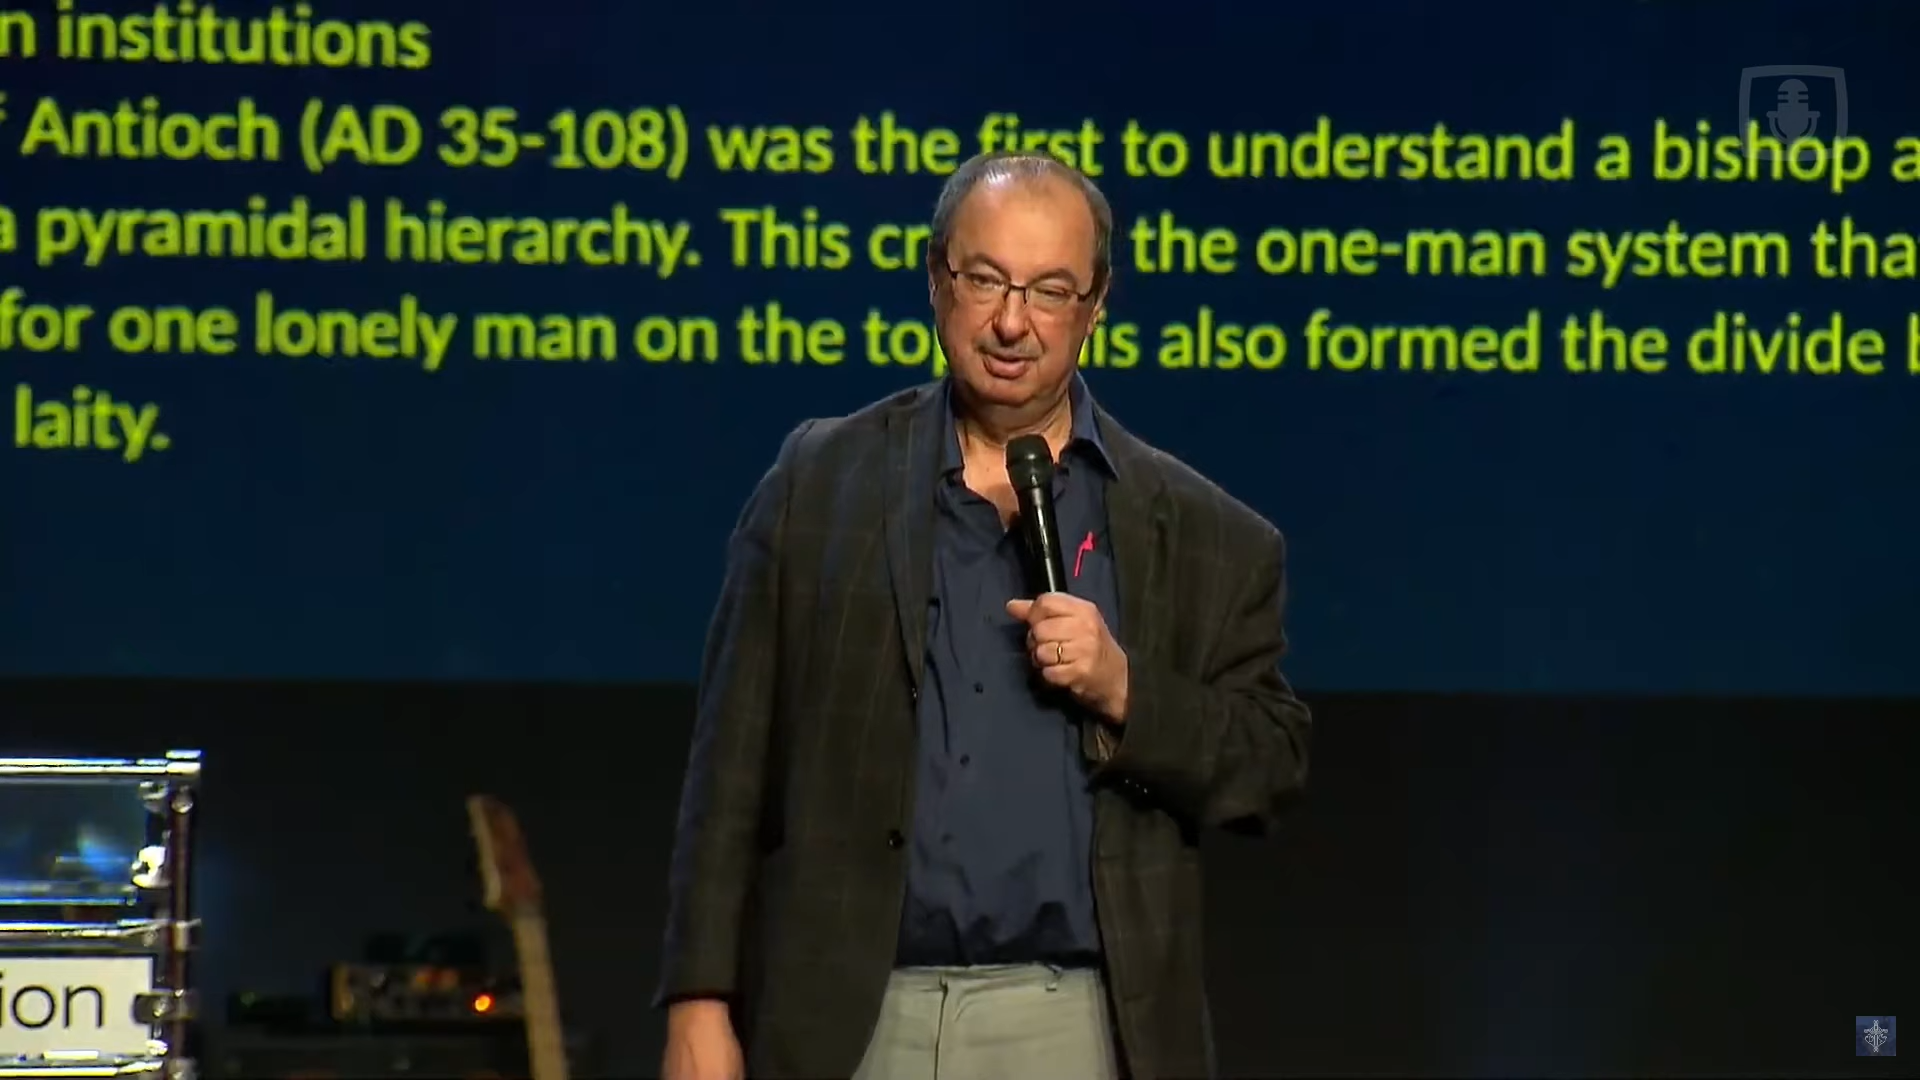 n institutions
Antioch (AD 35-108) was the first to understand a bishop a
a pyramidal hierarchy. This cr the one-man system tha
for one lonely man on the top is also formed the divide b
laity.
ion